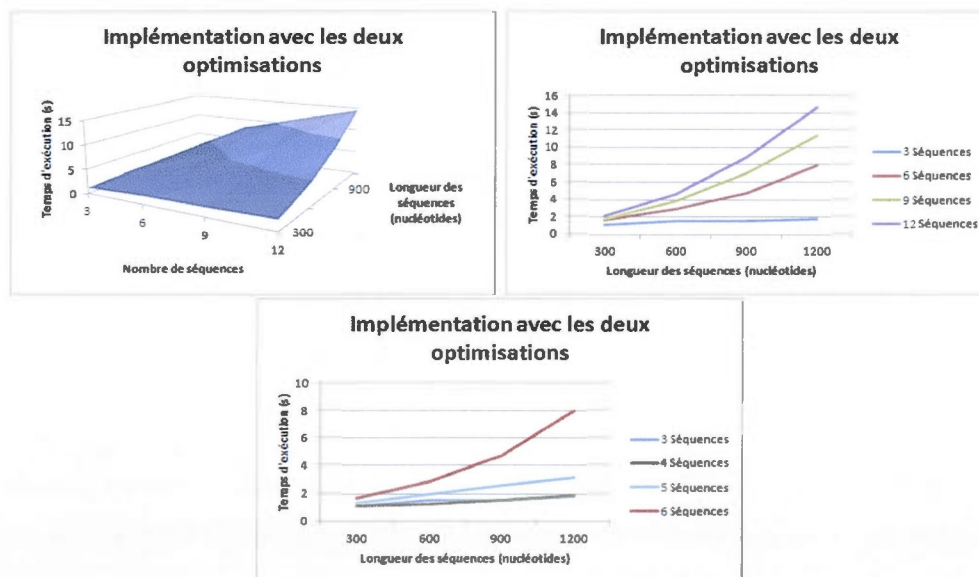 Implémentation avec les deux
optimisations
Temps d'exécution (s)
15
10
5
0
3
6
9
12
300
900
Longueur des
séquences
(nucléotides)
Nombre de séquences
Implémentation avec les deux
optimisations
Temps d'exécution (s)
16
14
12
10
8
6
4
2
0
300 600 900 1200
Longueur des séquences (nucléotides)
3 Séquences
6 Séquences
9 Séquences
12 Séquences
Implémentation avec les deux
optimisations
Temps d'exécution (s)
10
8
6
4
2
0
300 600 900 1200
Longueur des séquences (nucléotides)
3 Séquences
4 Séquences
5 Séquences
6 Séquences